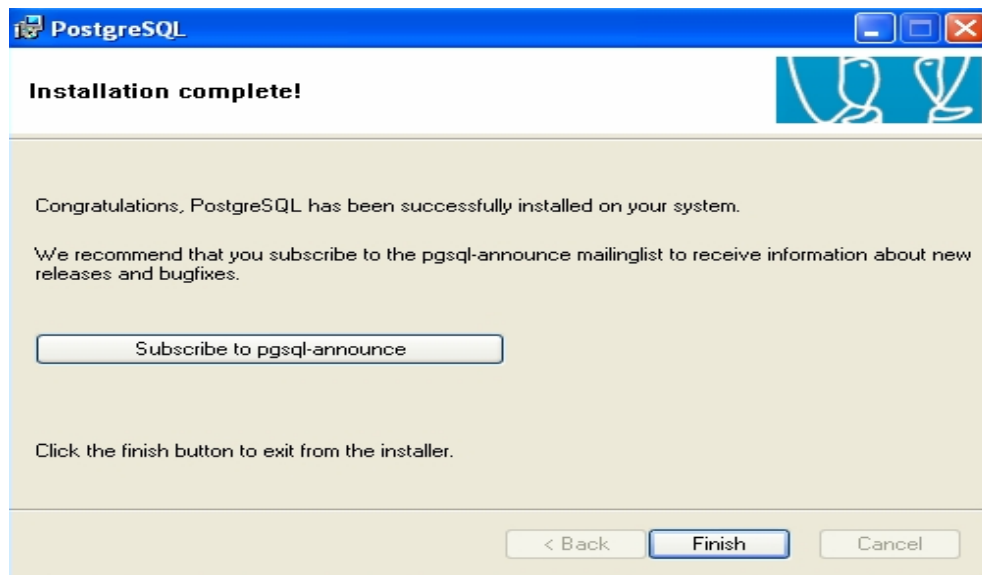 PostgreSQL
Installation complete!
Congratulations, PostgreSQL has been successfully installed on your system.
We recommend that you subscribe to the pgsql-announce mailinglist to receive information about new
releases and bugfixes.
Subscribe to pgsql-announce
Click the finish button to exit from the installer.
< Back
Finish
Cancel